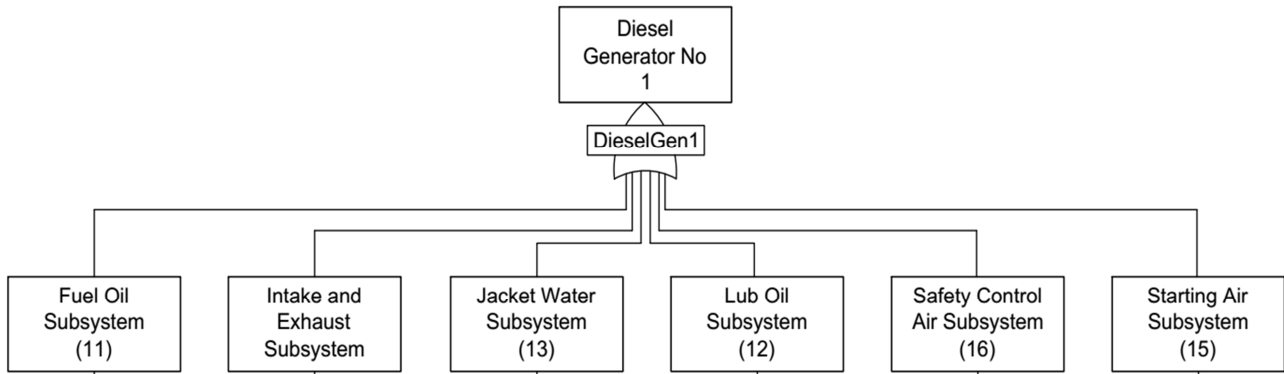 Diesel
Generator No
1
DieselGen1
Fuel Oil
Subsystem
(11)
Intake and
Exhaust
Subsystem
Jacket Water
Subsystem
(13)
Lub Oil
Subsystem
(12)
Safety Control
Air Subsystem
(16)
Starting Air
Subsystem
(15)